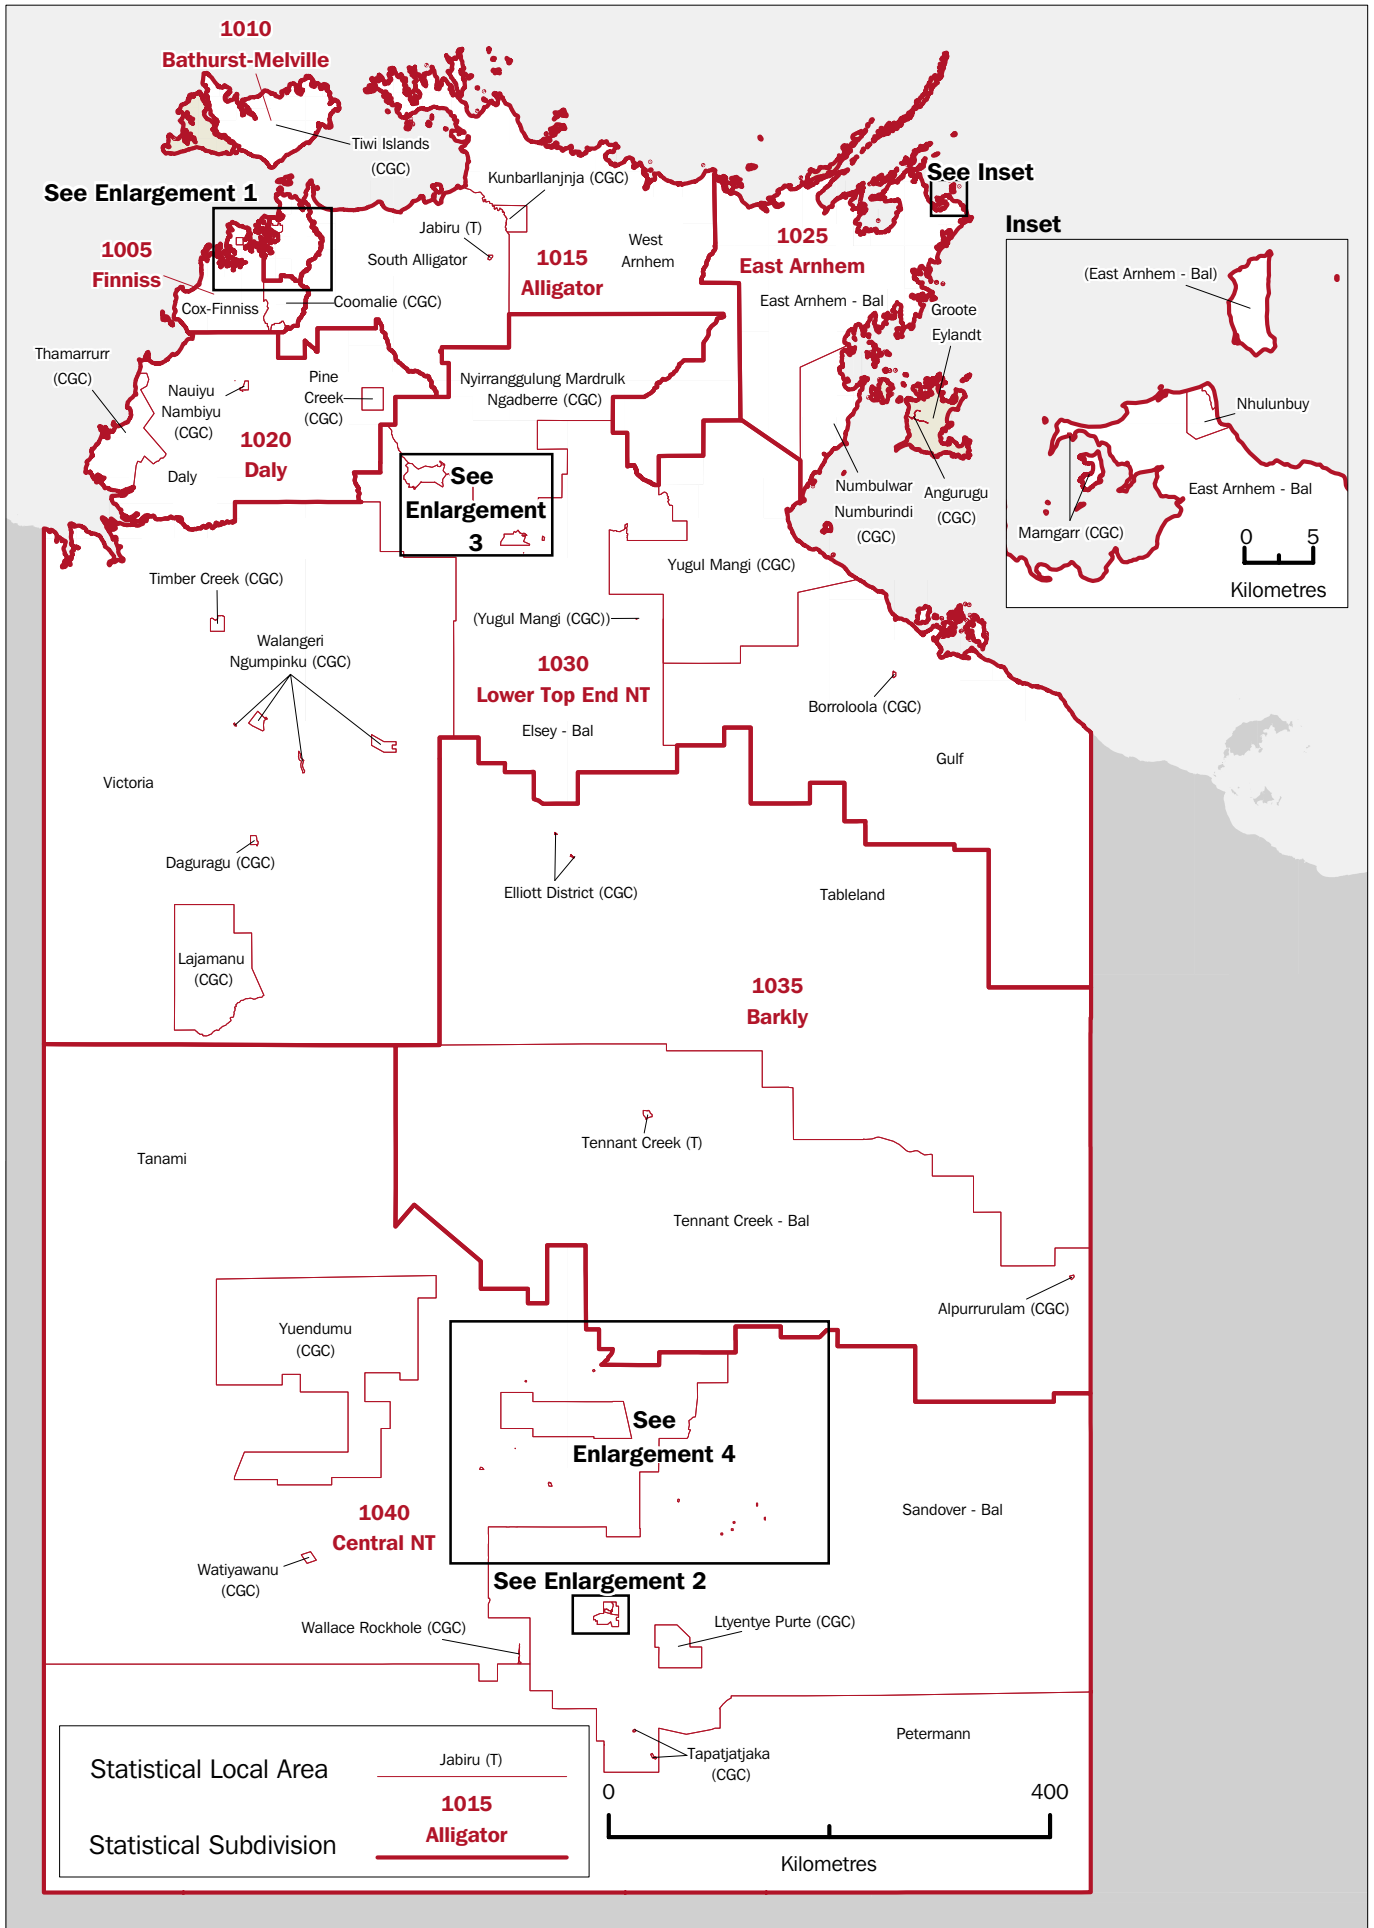 1010
Bathurst-Melville
Tiwi Islands
(CGC)
See Enlargement 1
Kunbarllanjnja (CGC)
See Inset
Inset
1005
Finniss
Jabiru (T)
South Alligator
1015
Alligator
West
Arnhem
1025
East Arnhem
(East Arnhem - Bal)
Cox-Finniss
Coomalie (CGC)
East Arnhem - Bal
Groote
Eylandt
Thamarrurr
(CGC)
Nauiyu
Nambiyu
(CGC)
Pine
Creek
(CGC)
Nyirranggulung Mardrulk
Ngadberre (CGC)
Nhulunbuy
1020
Daly
Daly
See
Enlargement
3
Numbulwar
Numburindi
(CGC)
Angurugu
(CGC)
East Arnhem - Bal
Marngarr (CGC)
0 5
Kilometres
Timber Creek (CGC)
Yugul Mangi (CGC)
(Yugul Mangi (CGC))
Walangeri
Ngumpinku (CGC)
1030
Lower Top End NT
Elsey - Bal
Borroloola (CGC)
Gulf
Victoria
Daguragu (CGC)
Elliott District (CGC)
Tableland
Lajamanu
(CGC)
1035
Barkly
Tanami
Tennant Creek (T)
Tennant Creek - Bal
Alpurrurulam (CGC)
Yuendumu
(CGC)
See
Enlargement 4
1040
Central NT
Sandover - Bal
Watiyawanu
(CGC)
See Enlargement 2
Wallace Rockhole (CGC)
Ltyentye Purte (CGC)
Petermann
Tapatjatjaka
(CGC)
Statistical Local Area
Jabiru (T)
1015
Alligator
Statistical Subdivision
0 400
Kilometres